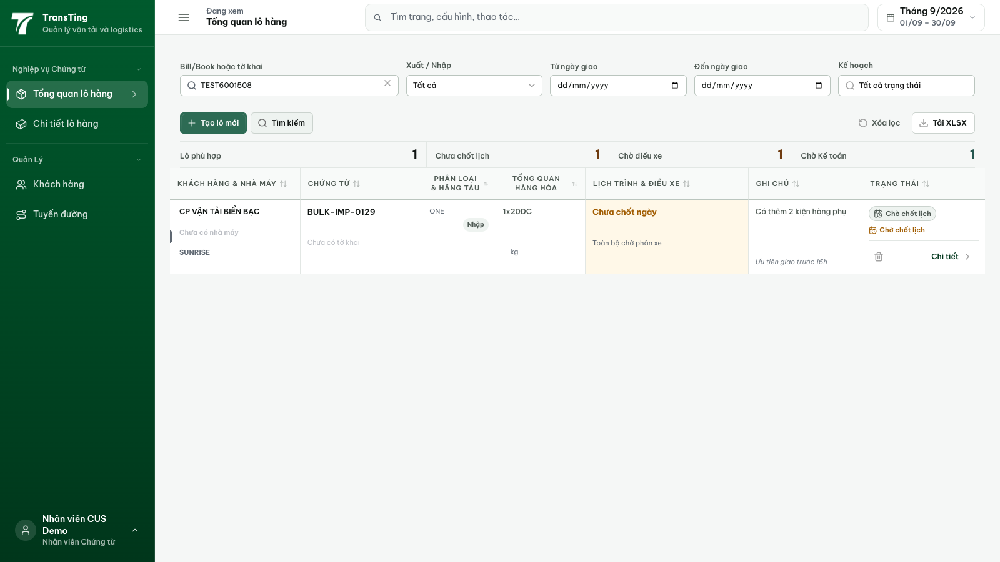 TransTing
Quản lý vận tải và logistics
Nghiệp vụ Chứng từ
Tổng quan lô hàng
Chi tiết lô hàng
Quản Lý
Khách hàng
Tuyến đường
Nhân viên CUS
Demo
Nhân viên Chứng từ
Đang xem
Tổng quan lô hàng
Tìm trang, cấu hình, thao tác...
Tháng 9/2026
01/09 – 30/09
Bill/Book hoặc tờ khai
TEST6001508
Xuất / Nhập
Tất cả
Từ ngày giao
dd/mm/yyyy
Đến ngày giao
dd/mm/yyyy
Kế hoạch
Tất cả trạng thái
Tạo lô mới
Tìm kiếm
Xóa lọc
Tải XLSX
Lô phù hợp 1
Chưa chốt lịch 1
Chờ điều xe 1
Chờ Kế toán 1
KHÁCH HÀNG & NHÀ MÁY
CHỨNG TỪ
PHÂN LOẠI
& HÃNG TÀU
TỔNG QUAN
HÀNG HÓA
LỊCH TRÌNH & ĐIỀU XE
GHI CHÚ
TRẠNG THÁI
CP VẬN TẢI BIỂN BẠC
Chưa có nhà máy
SUNRISE
BULK-IMP-0129
Chưa có tờ khai
ONE
Nhập
1x20DC
— kg
Chưa chốt ngày
Toàn bộ chờ phân xe
Có thêm 2 kiện hàng phụ
Ưu tiên giao trước 16h
Chờ chốt lịch
Chờ chốt lịch
Chi tiết